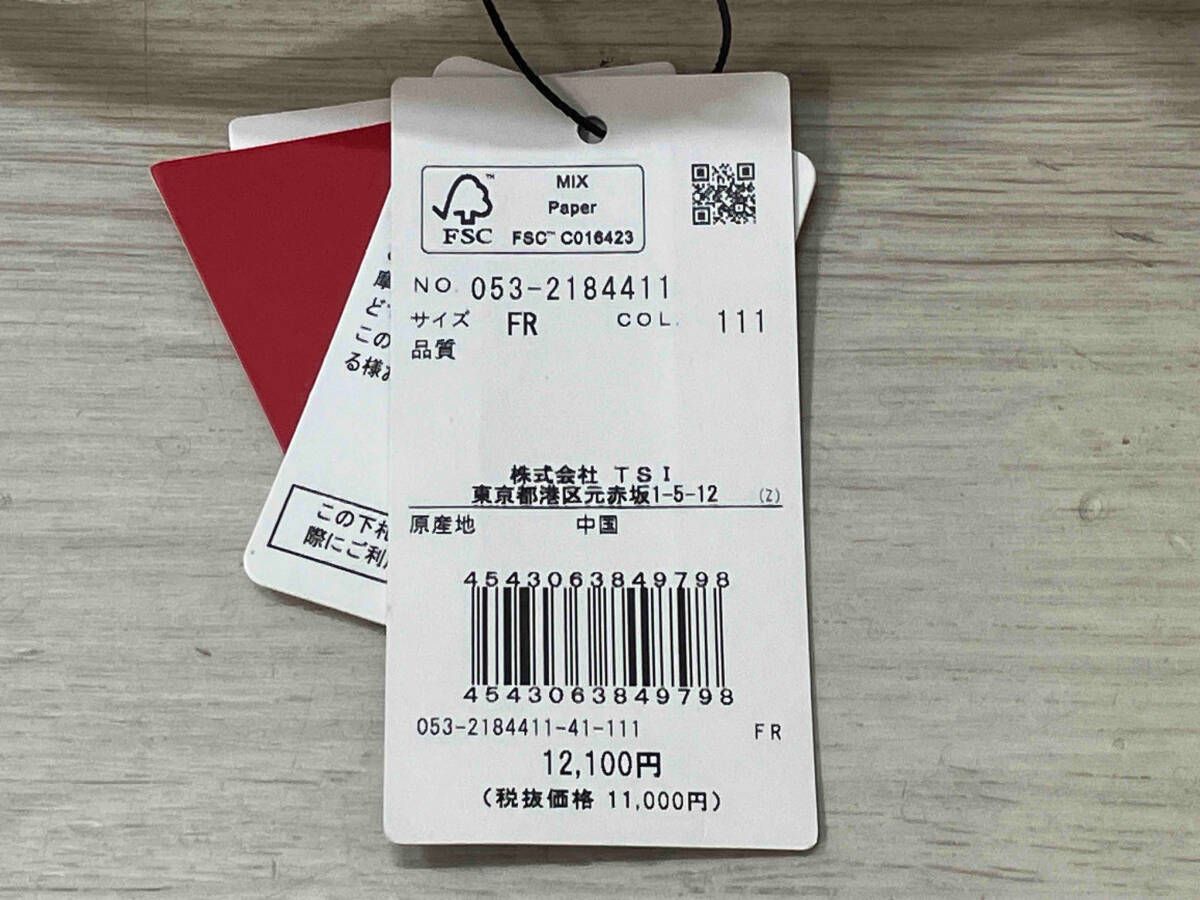 MIX
Paper
FSC™ C016423
FSC
NO. 053-2184411
サイズ FR COL. 111
品質
株式会社 TSI
東京都港区元赤坂1-5-12 (Z)
原産地 中国
4543063849798
4543063849798
053-2184411-41-111 FR
12,100円
(税抜価格 11,000円)
摩
この
る様
この下札
際にご利